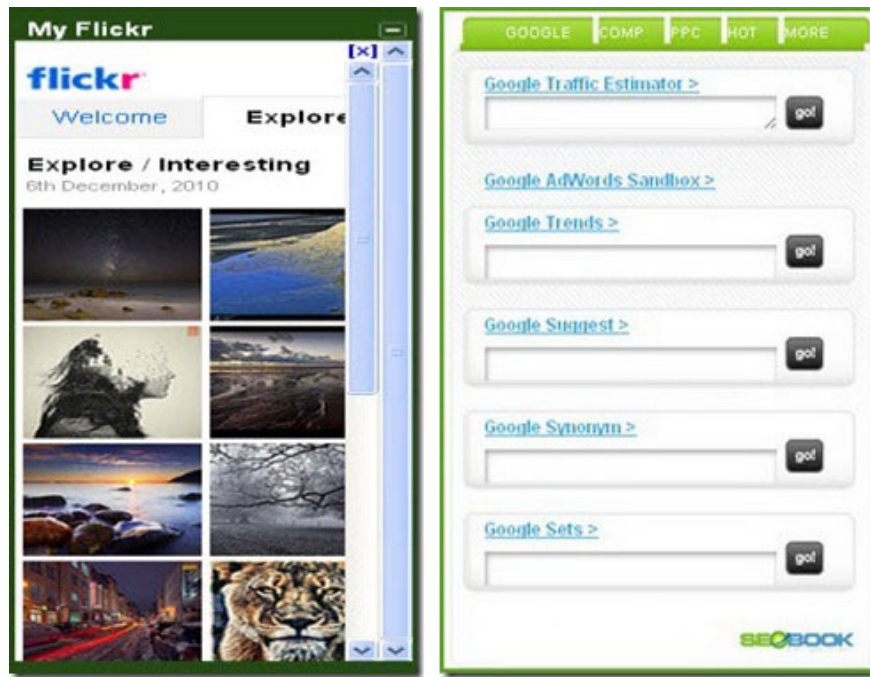 My Flickr
[×]
flickr
Welcome
Explore
Explore / Interesting
6th December, 2010
GOOGLE COMP PPC HOT MORE
Google Traffic Estimator >
go!
Google AdWords Sandbox >
Google Trends >
go!
Google Suggest >
go!
Google Synonym >
go!
Google Sets >
go!
SEOBOOK